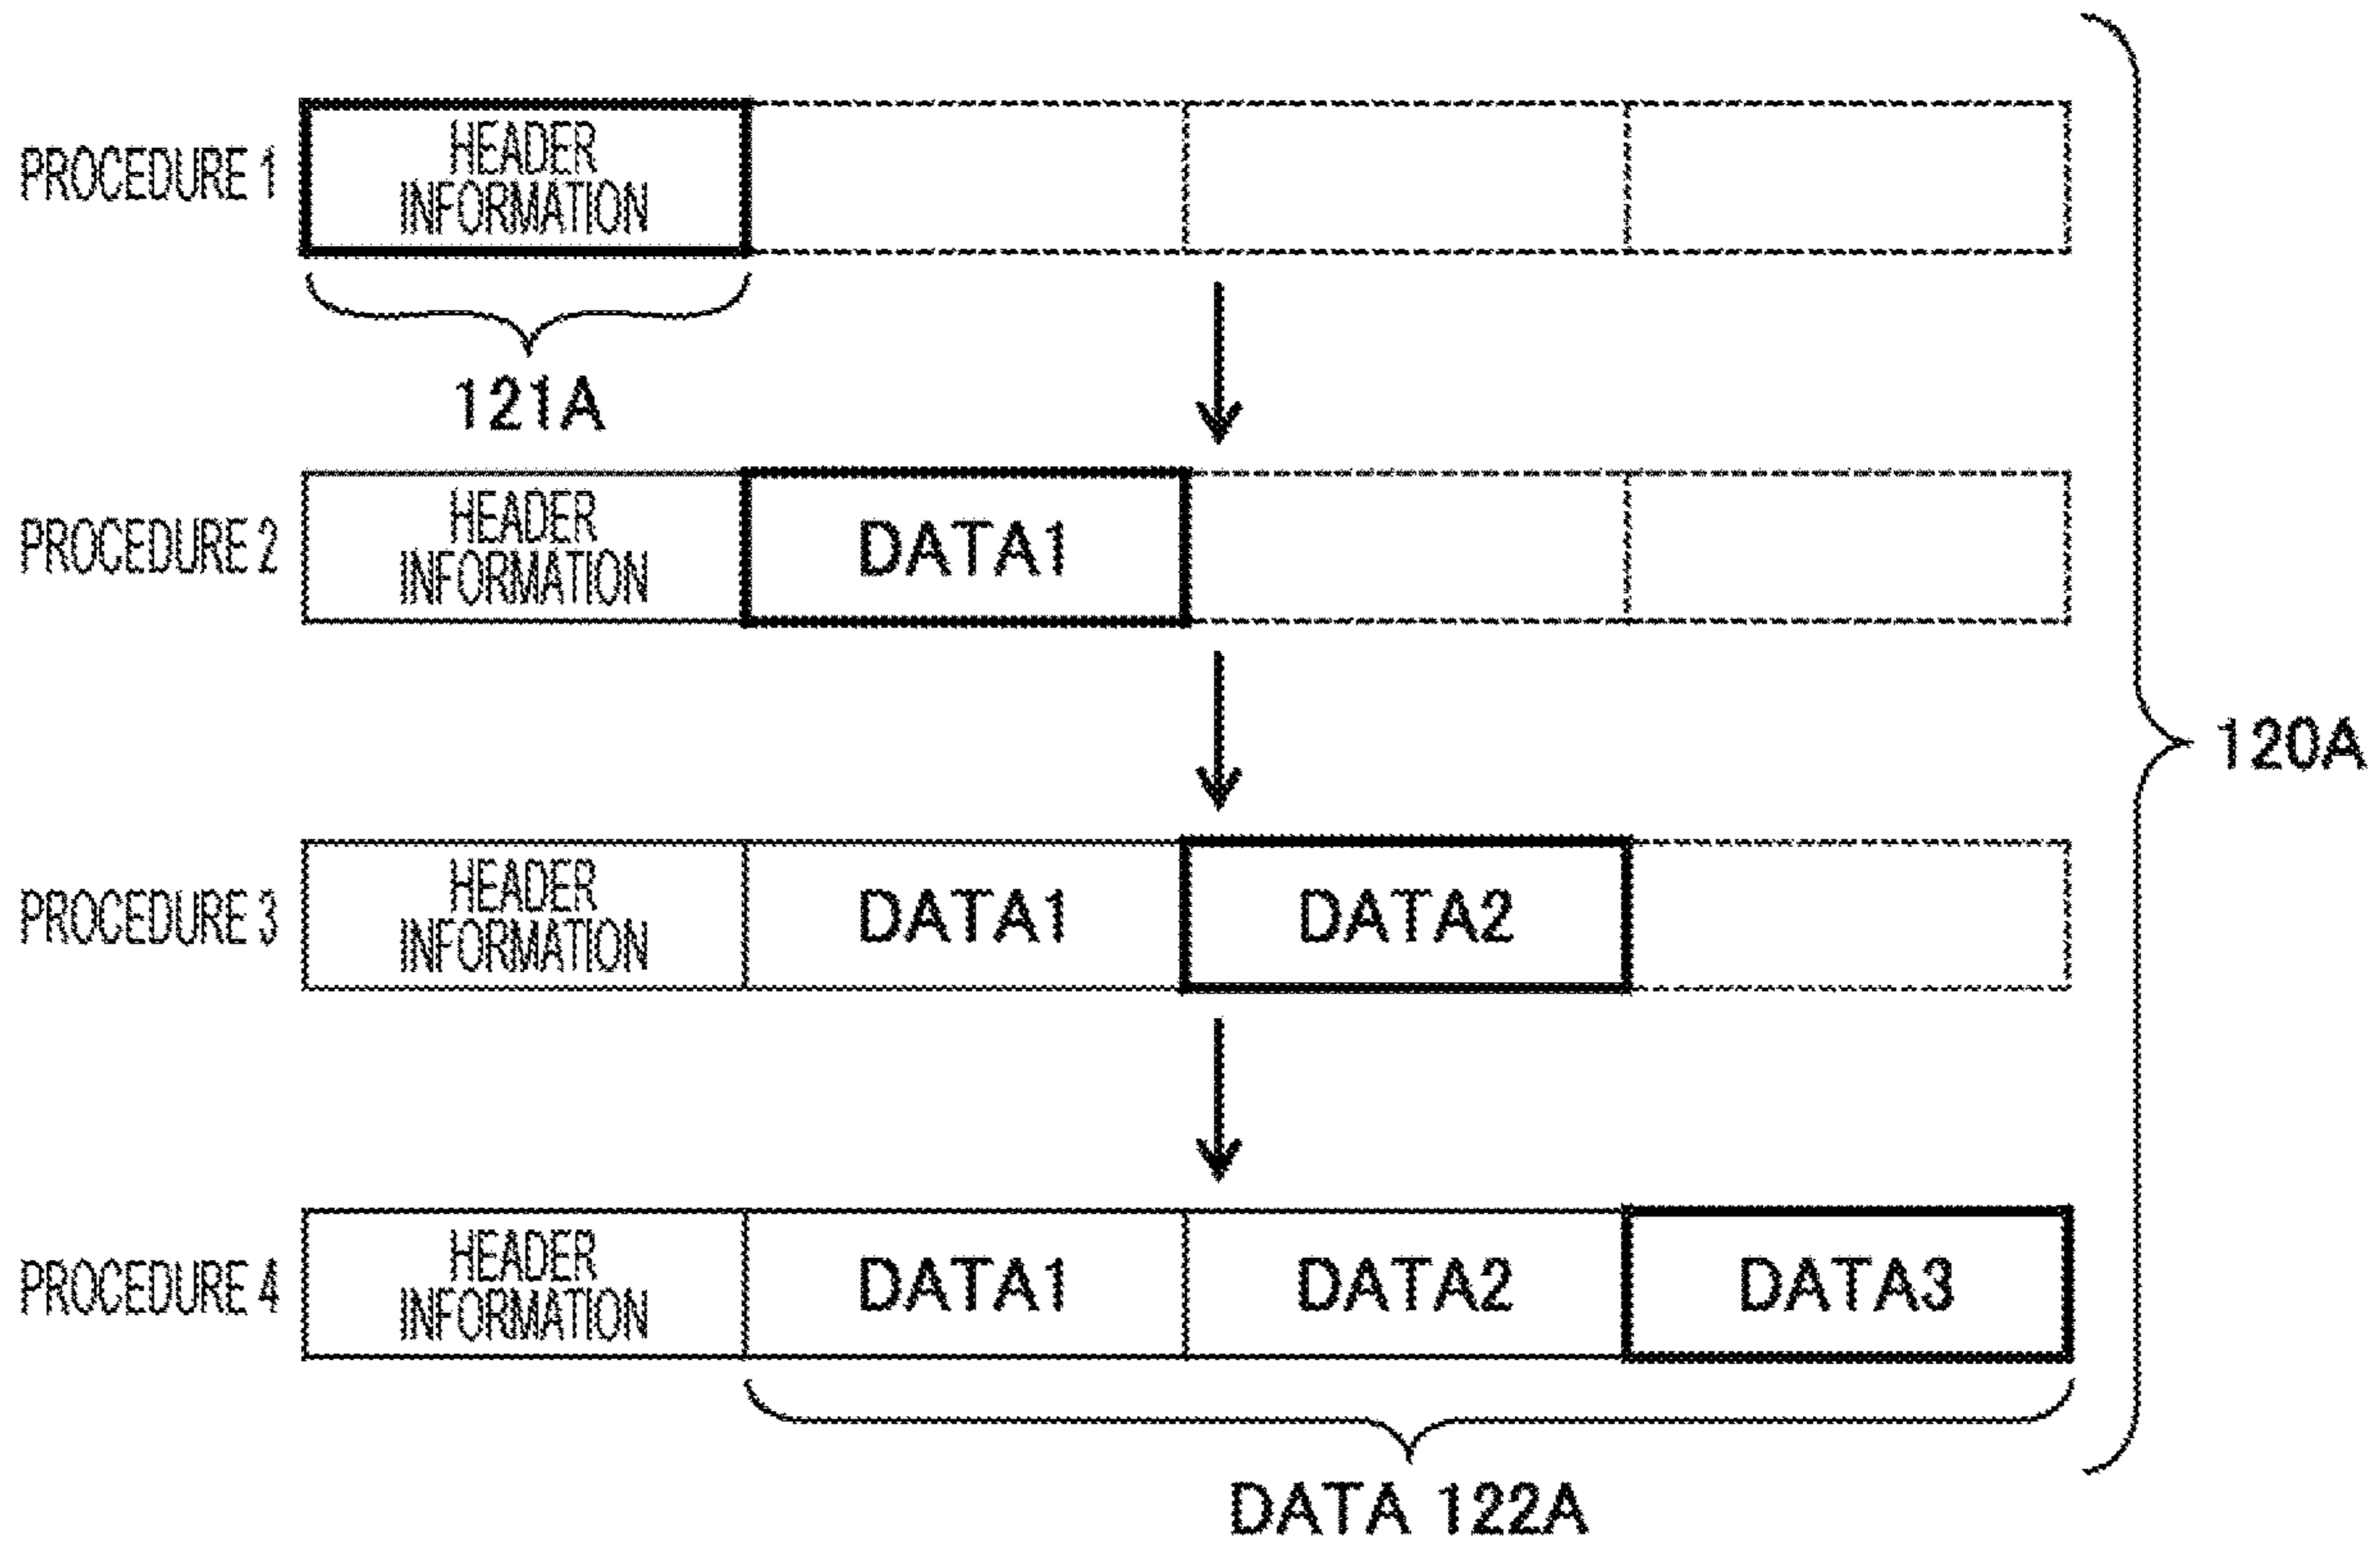 PROCEDURE 1
HEADER
INFORMATION
121A
PROCEDURE 2
HEADER
INFORMATION
DATA1
120A
PROCEDURE 3
HEADER
INFORMATION
DATA1
DATA2
PROCEDURE 4
HEADER
INFORMATION
DATA1
DATA2
DATA3
DATA 122A